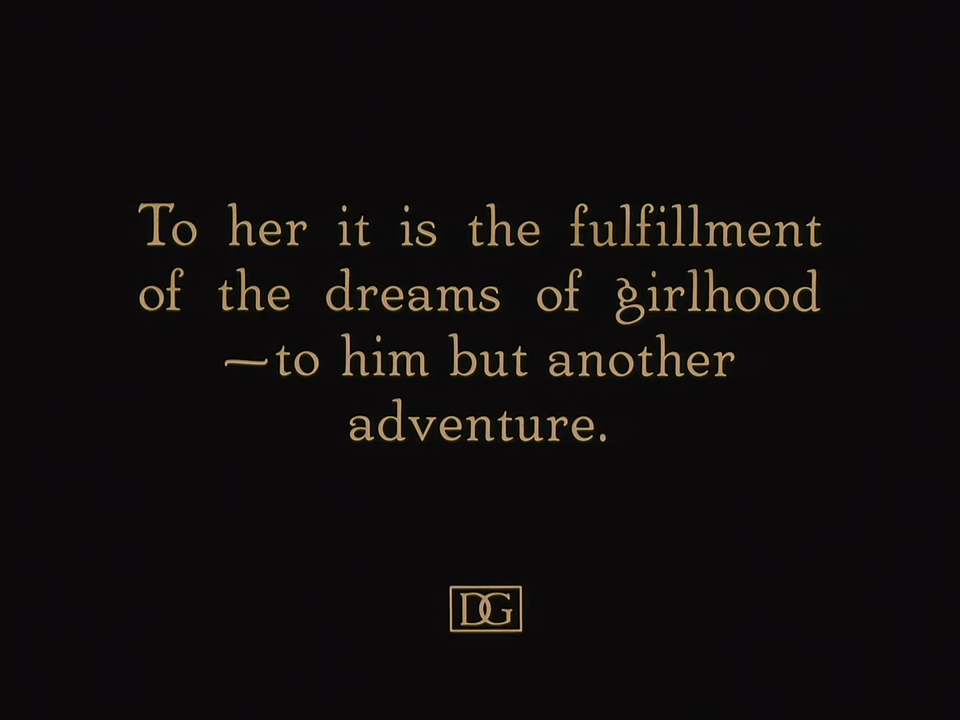 To her it is the fulfillment
of the dreams of girlhood
—to him but another
adventure.
DG